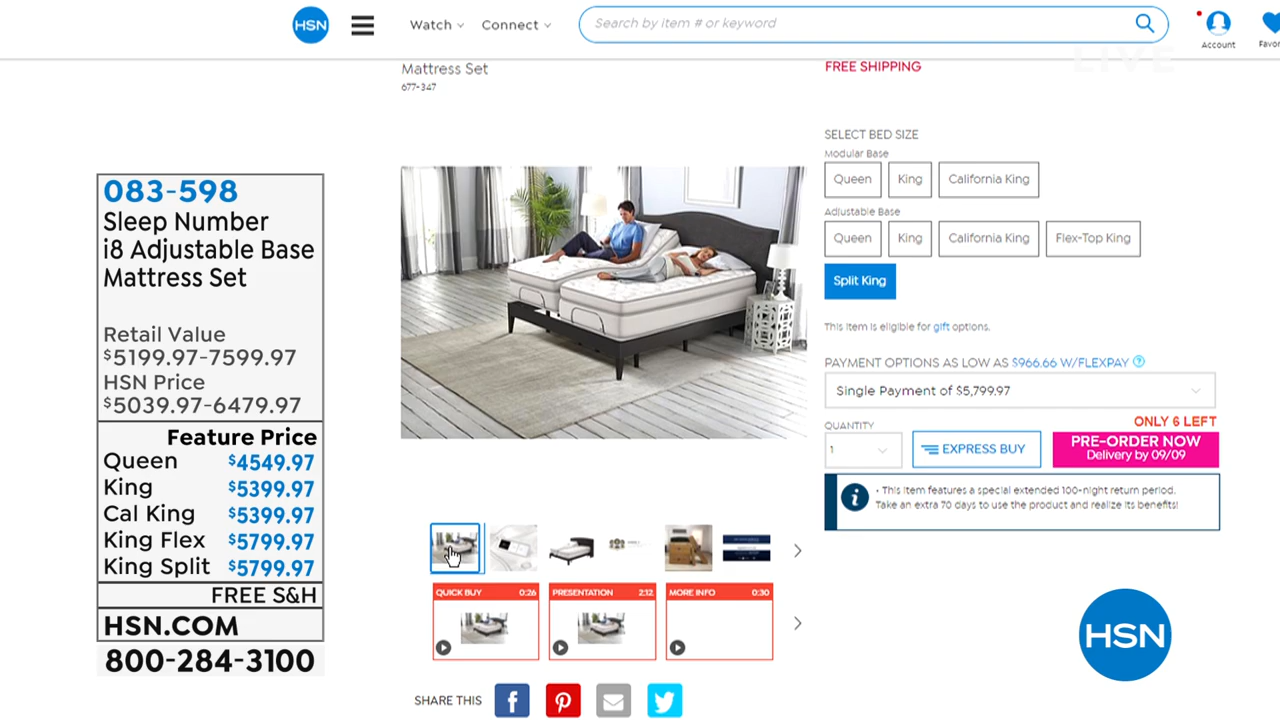 HSN
Watch
Connect
Search by item # or keyword
Account
Favor
LIVE
Mattress Set
677-347
FREE SHIPPING
083-598
Sleep Number
i8 Adjustable Base
Mattress Set
Retail Value
$5199.97-7599.97
HSN Price
$5039.97-6479.97
Feature Price
Queen $4549.97
King $5399.97
Cal King $5399.97
King Flex $5799.97
King Split $5799.97
FREE S&H
HSN.COM
800-284-3100
SELECT BED SIZE
Modular Base
Queen King California King
Adjustable Base
Queen King California King Flex-Top King
Split King
This item is eligible for gift options.
PAYMENT OPTIONS AS LOW AS $966.66 W/FLEXPAY ?
Single Payment of $5,799.97
ONLY 6 LEFT
QUANTITY
1
EXPRESS BUY
PRE-ORDER NOW
Delivery by 09/09
• This item features a special extended 100-night return period.
Take an extra 70 days to use the product and realize its benefits!
QUICK BUY 0:26
PRESENTATION 2:12
MORE INFO 0:30
SHARE THIS
HSN